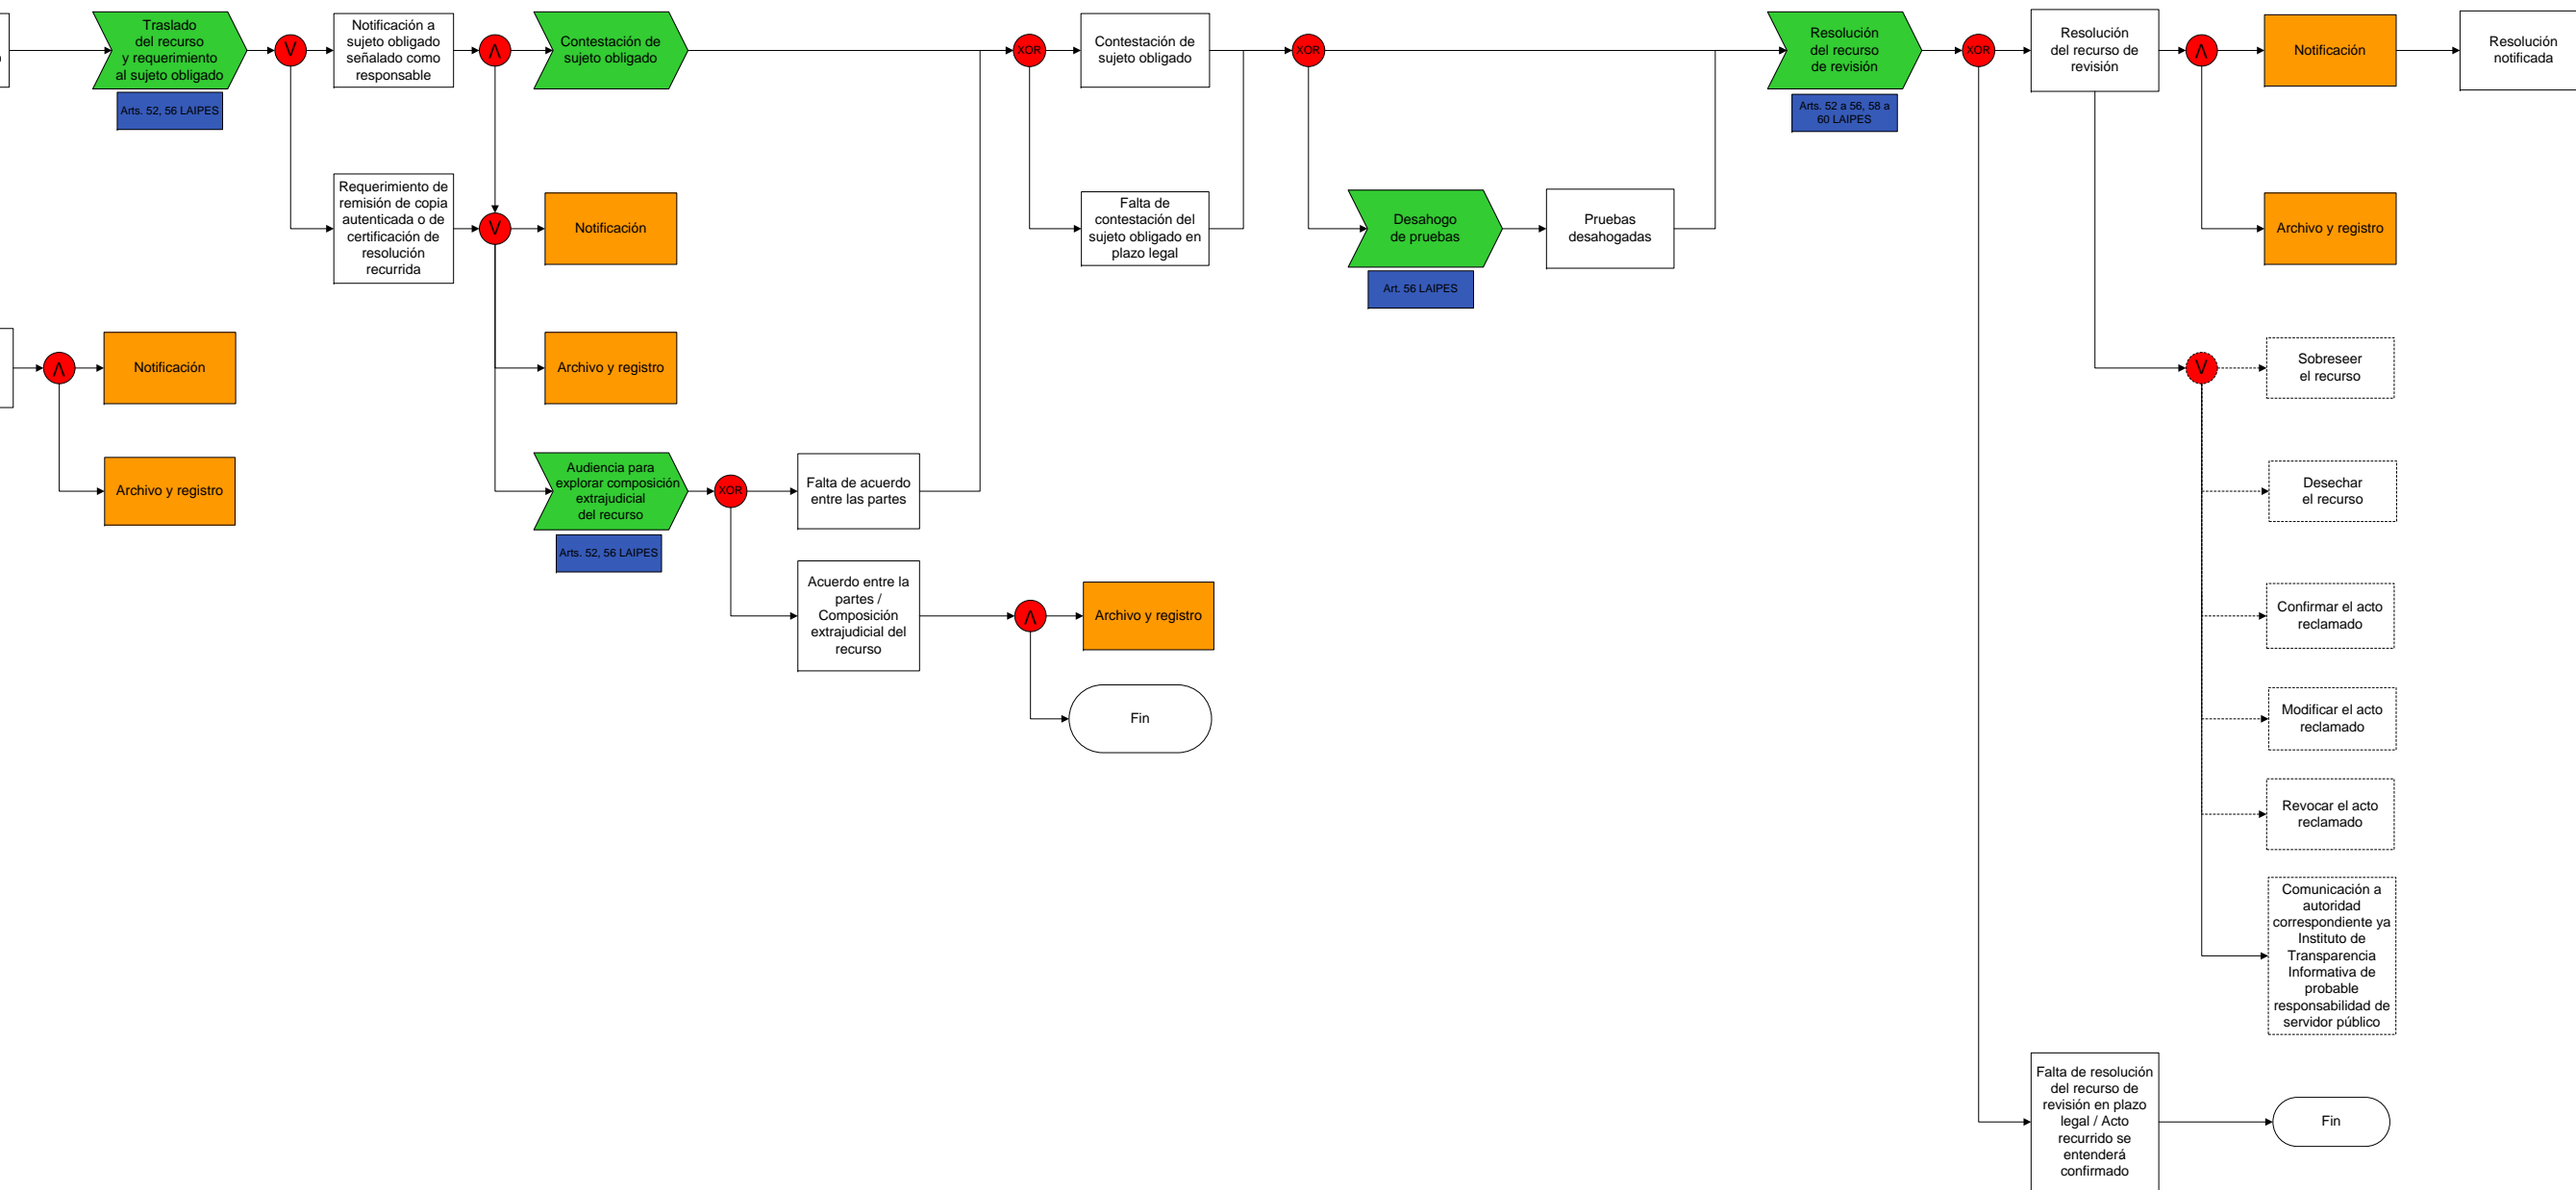 o
Traslado
del recurso
y requerimiento
al sujeto obligado
Arts. 52, 56 LAIPES
V
Notificación a
sujeto obligado
señalado como
responsable
Λ
Contestación de
sujeto obligado
XOR
Contestación de
sujeto obligado
XOR
Resolución
del recurso
de revisión
Arts. 52 a 56, 58 a
60 LAIPES
XOR
Resolución
del recurso de
revisión
Λ
Notificación
Resolución
notificada
Requerimiento de
remisión de copia
autenticada o de
certificación de
resolución
recurrida
V
Notificación
Falta de
contestación del
sujeto obligado en
plazo legal
Desahogo
de pruebas
Art. 56 LAIPES
Pruebas
desahogadas
Archivo y registro
Λ
Notificación
Archivo y registro
V
Sobreseer
el recurso
Archivo y registro
Audiencia para
explorar composición
extrajudicial
del recurso
Arts. 52, 56 LAIPES
XOR
Falta de acuerdo
entre las partes
Desechar
el recurso
Acuerdo entre la
partes /
Composición
extrajudicial del
recurso
Λ
Archivo y registro
Confirmar el acto
reclamado
Fin
Modificar el acto
reclamado
Revocar el acto
reclamado
Comunicación a
autoridad
correspondiente ya
Instituto de
Transparencia
Informativa de
probable
responsabilidad de
servidor público
Falta de resolución
del recurso de
revisión en plazo
legal / Acto
recurrido se
entenderá
confirmado
Fin